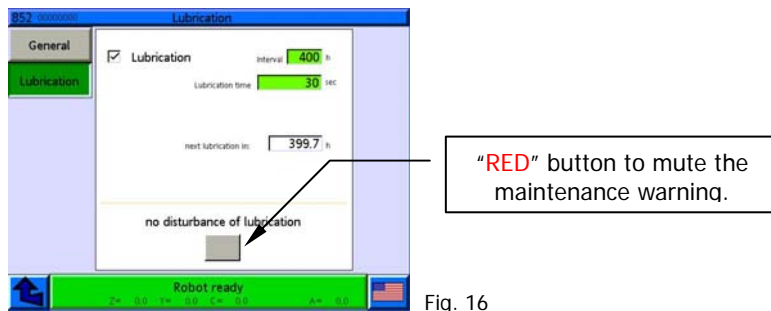 852 00000000 Lubrication
General
Lubrication
Lubrication Interval 400 h
Lubrication time 30 sec
next lubrication in: 399.7 h
no disturbance of lubrication
Robot ready
Z= 0.0 Y= 0.0 C= 0.0 A= 0.0
"RED" button to mute the
maintenance warning.
Fig. 16